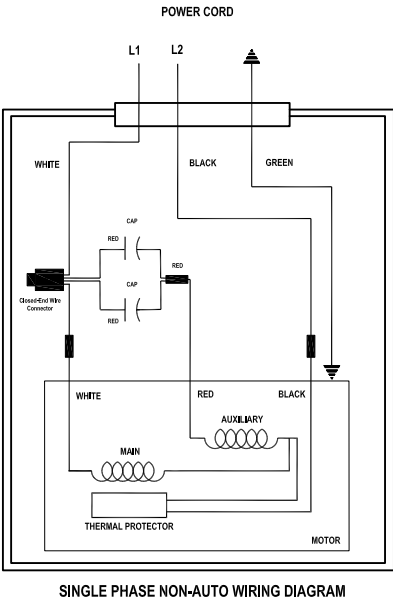 POWER CORD
L1
L2
WHITE
BLACK
GREEN
CAP
RED
RED
CAP
Closed-End Wire
Connector
RED
WHITE
RED
BLACK
AUXILIARY
MAIN
THERMAL PROTECTOR
MOTOR
SINGLE PHASE NON-AUTO WIRING DIAGRAM